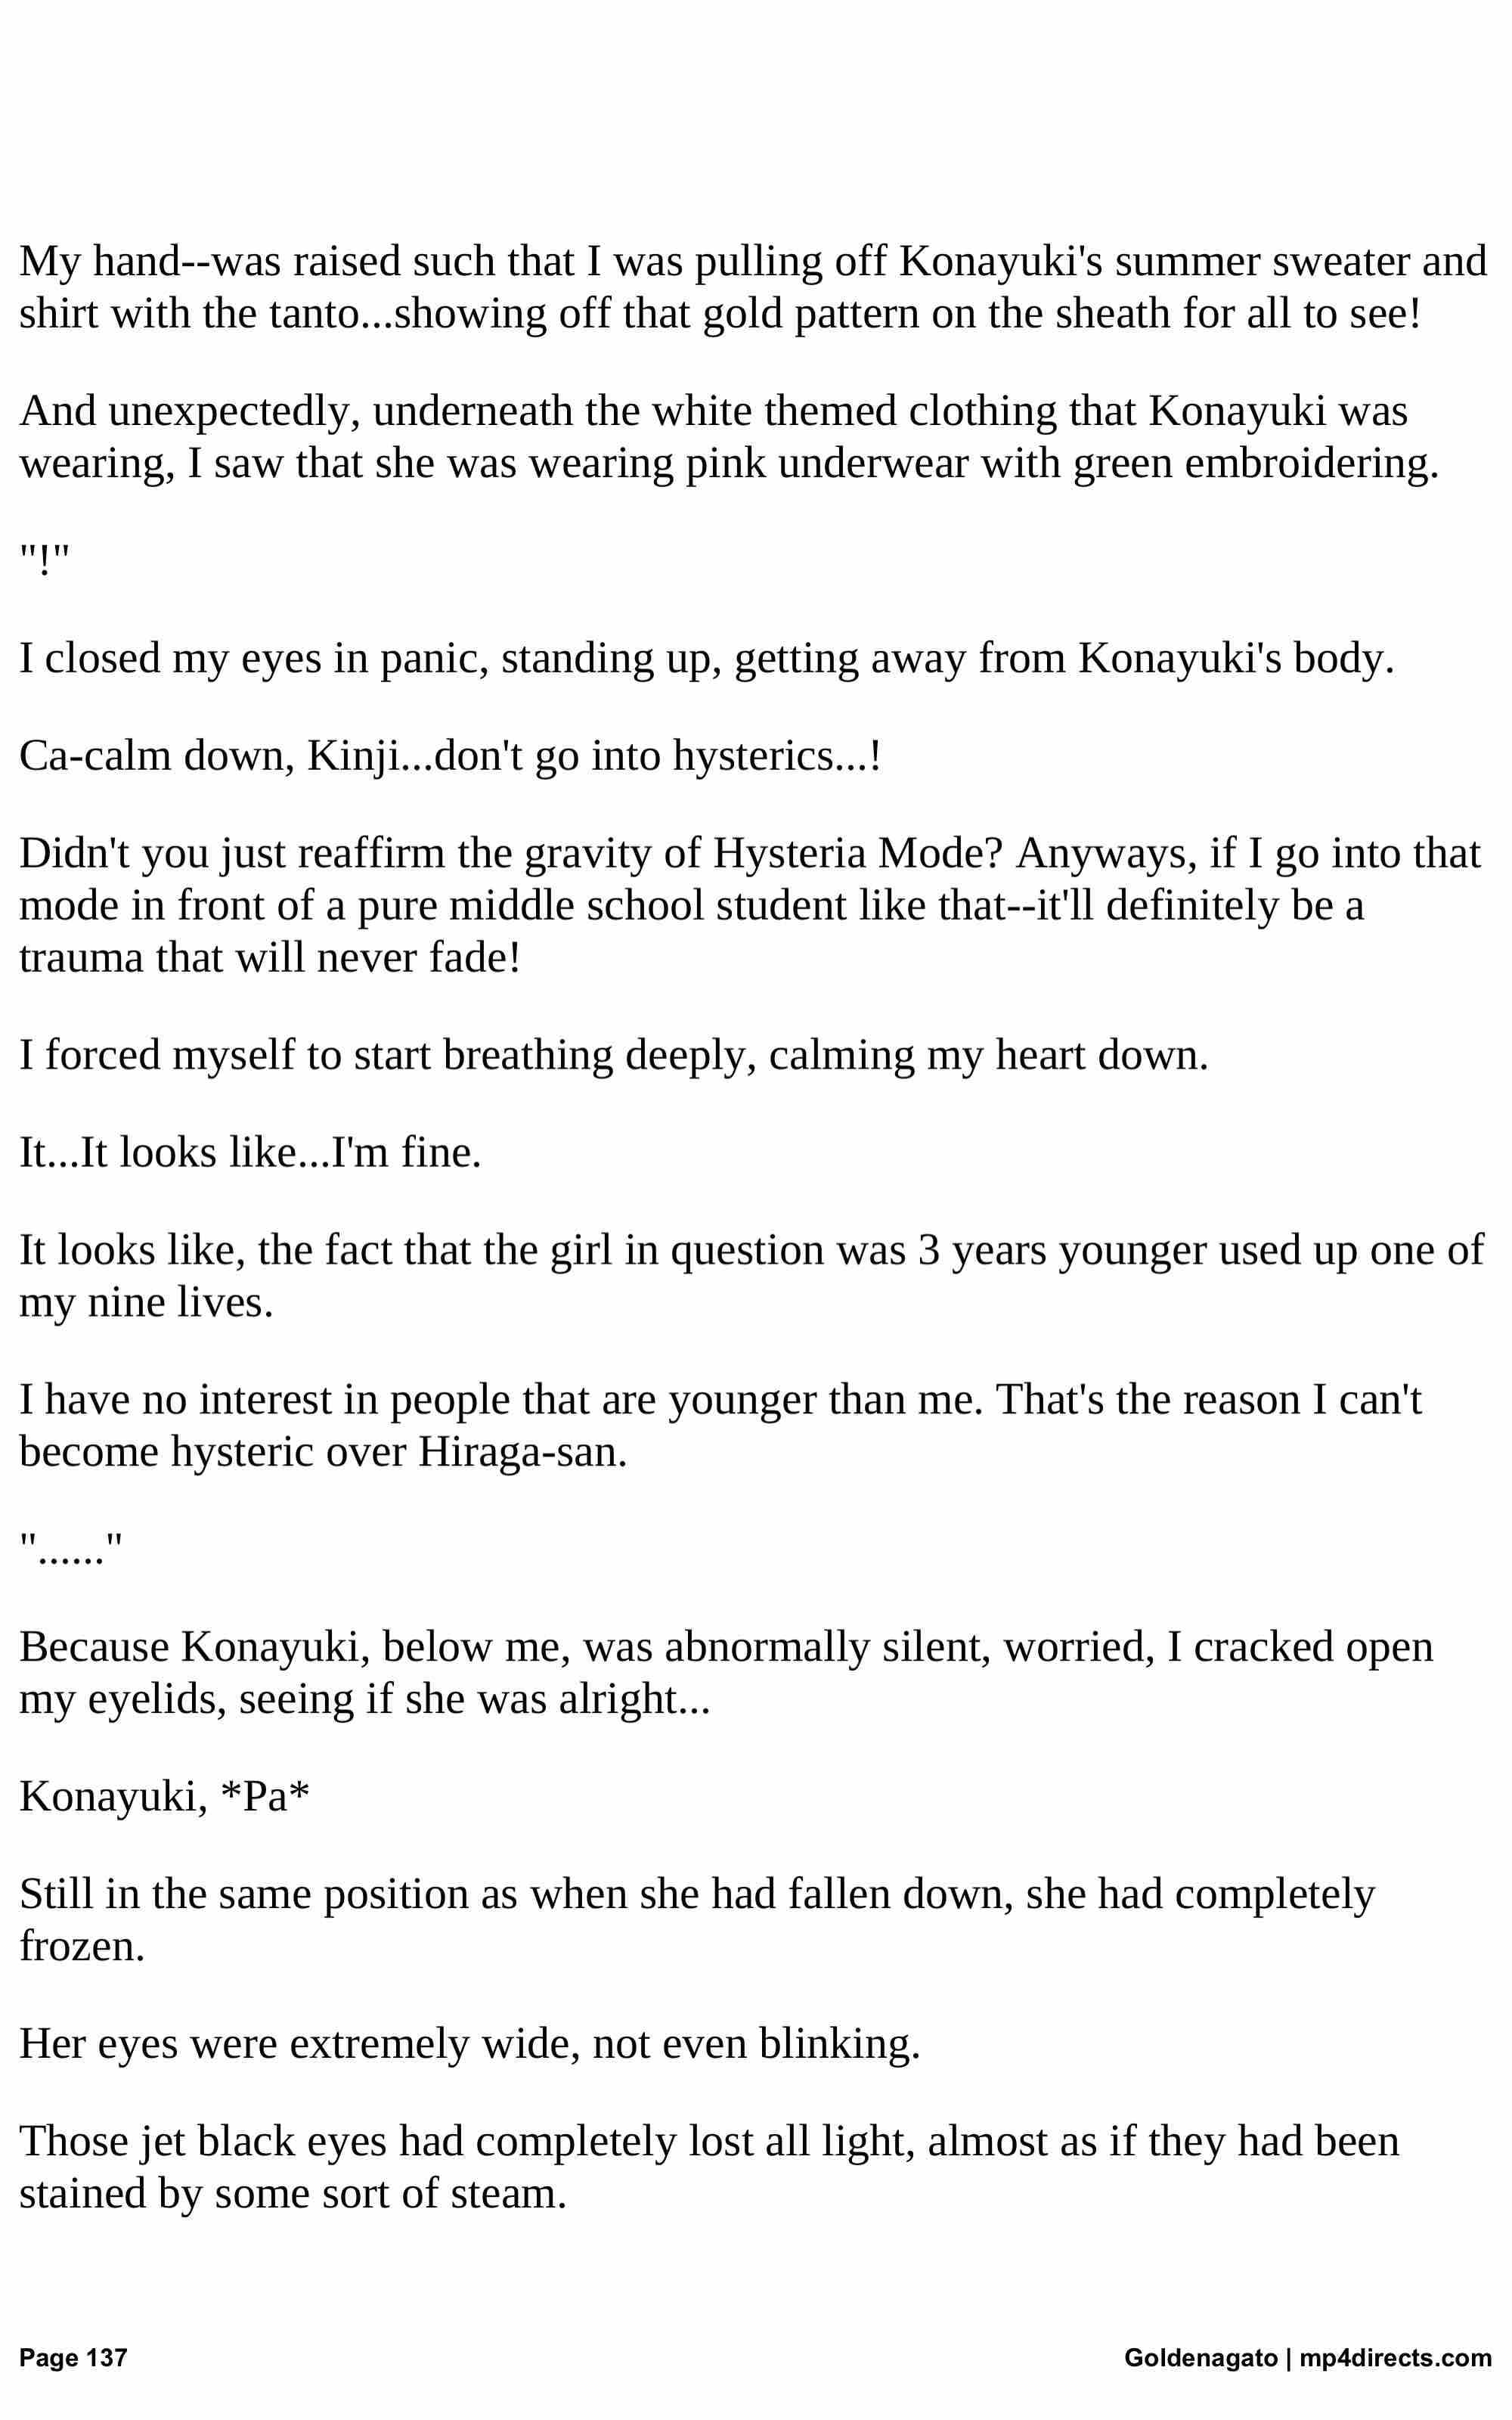 My hand--was raised such that I was pulling off Konayuki's summer sweater and
shirt with the tanto...showing off that gold pattern on the sheath for all to see!
And unexpectedly, underneath the white themed clothing that Konayuki was
wearing, I saw that she was wearing pink underwear with green embroidering.
"!"
I closed my eyes in panic, standing up, getting away from Konayuki's body.
Ca-calm down, Kinji...don't go into hysterics...!
Didn't you just reaffirm the gravity of Hysteria Mode? Anyways, if I go into that
mode in front of a pure middle school student like that--it'll definitely be a
trauma that will never fade!
I forced myself to start breathing deeply, calming my heart down.
It...It looks like...I'm fine.
It looks like, the fact that the girl in question was 3 years younger used up one of
my nine lives.
I have no interest in people that are younger than me. That's the reason I can't
become hysteric over Hiraga-san.
"......"
Because Konayuki, below me, was abnormally silent, worried, I cracked open
my eyelids, seeing if she was alright...
Konayuki, *Pa*
Still in the same position as when she had fallen down, she had completely
frozen.
Her eyes were extremely wide, not even blinking.
Those jet black eyes had completely lost all light, almost as if they had been
stained by some sort of steam.
Page 137
Goldenagato | mp4directs.com